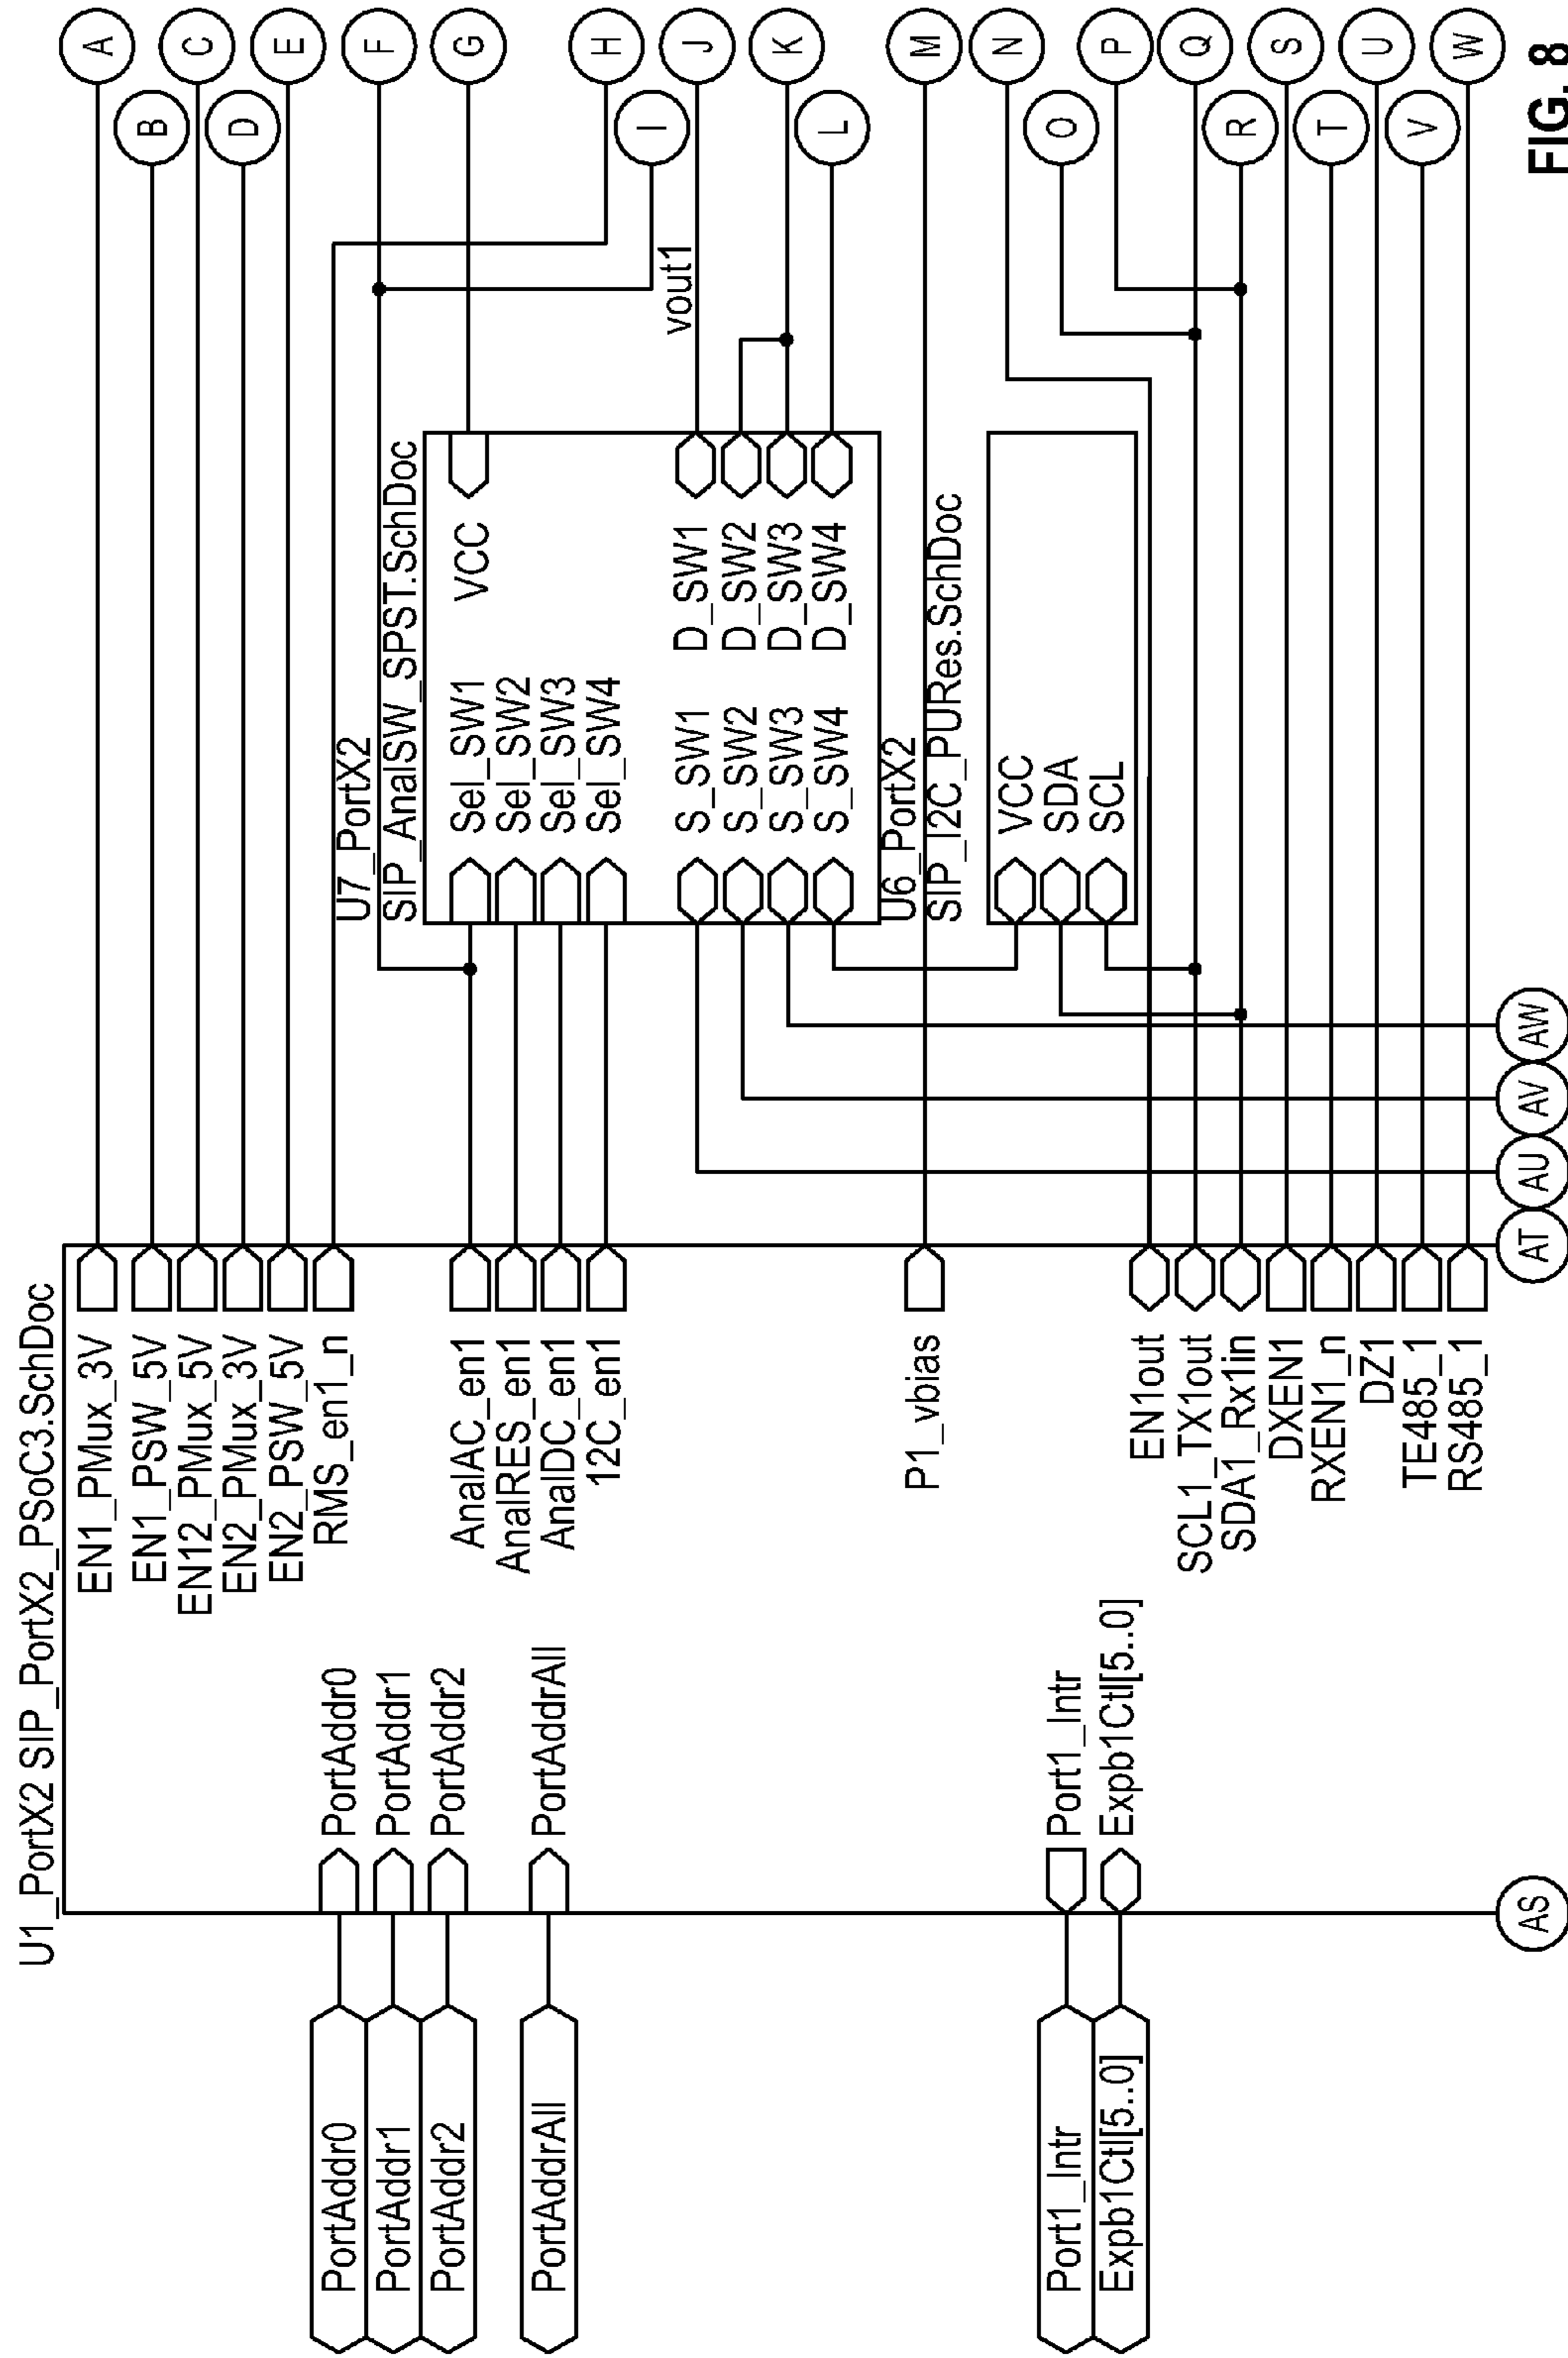 U1_PortX2 SIP_PortX2_PSoC3.SchDoc
PortAddr0
PortAddr1
PortAddr2
PortAddrAll
Port1_Intr
Expb1Ctl[5..0]
PortAddr0
PortAddr1
PortAddr2
PortAddrAll
Port1_Intr
Expb1Ctl[5..0]
EN1_PMux_3V
EN1_PSW_5V
EN12_PMux_5V
EN2_PMux_3V
EN2_PSW_5V
RMS_en1_n
AnalAC_en1
AnalRES_en1
AnalDC_en1
12C_en1
P1_vbias
EN1out
SCL1_TX1out
SDA1_Rx1in
DXEN1
RXEN1_n
DZ1
TE485_1
RS485_1
U7_PortX2
SIP_AnalSW_SPST.SchDoc
Sel_SW1 VCC
Sel_SW2
Sel_SW3
Sel_SW4
S_SW1 D_SW1
S_SW2 D_SW2
S_SW3 D_SW3
S_SW4 D_SW4
U6_PortX2
SIP_I2C_PURes.SchDoc
VCC
SDA
SCL
vout1
A
B
C
D
E
F
G
H
I
J
K
L
M
N
O
P
Q
R
S
T
U
V
W
AS
AT
AU
AV
AW
FIG. 8